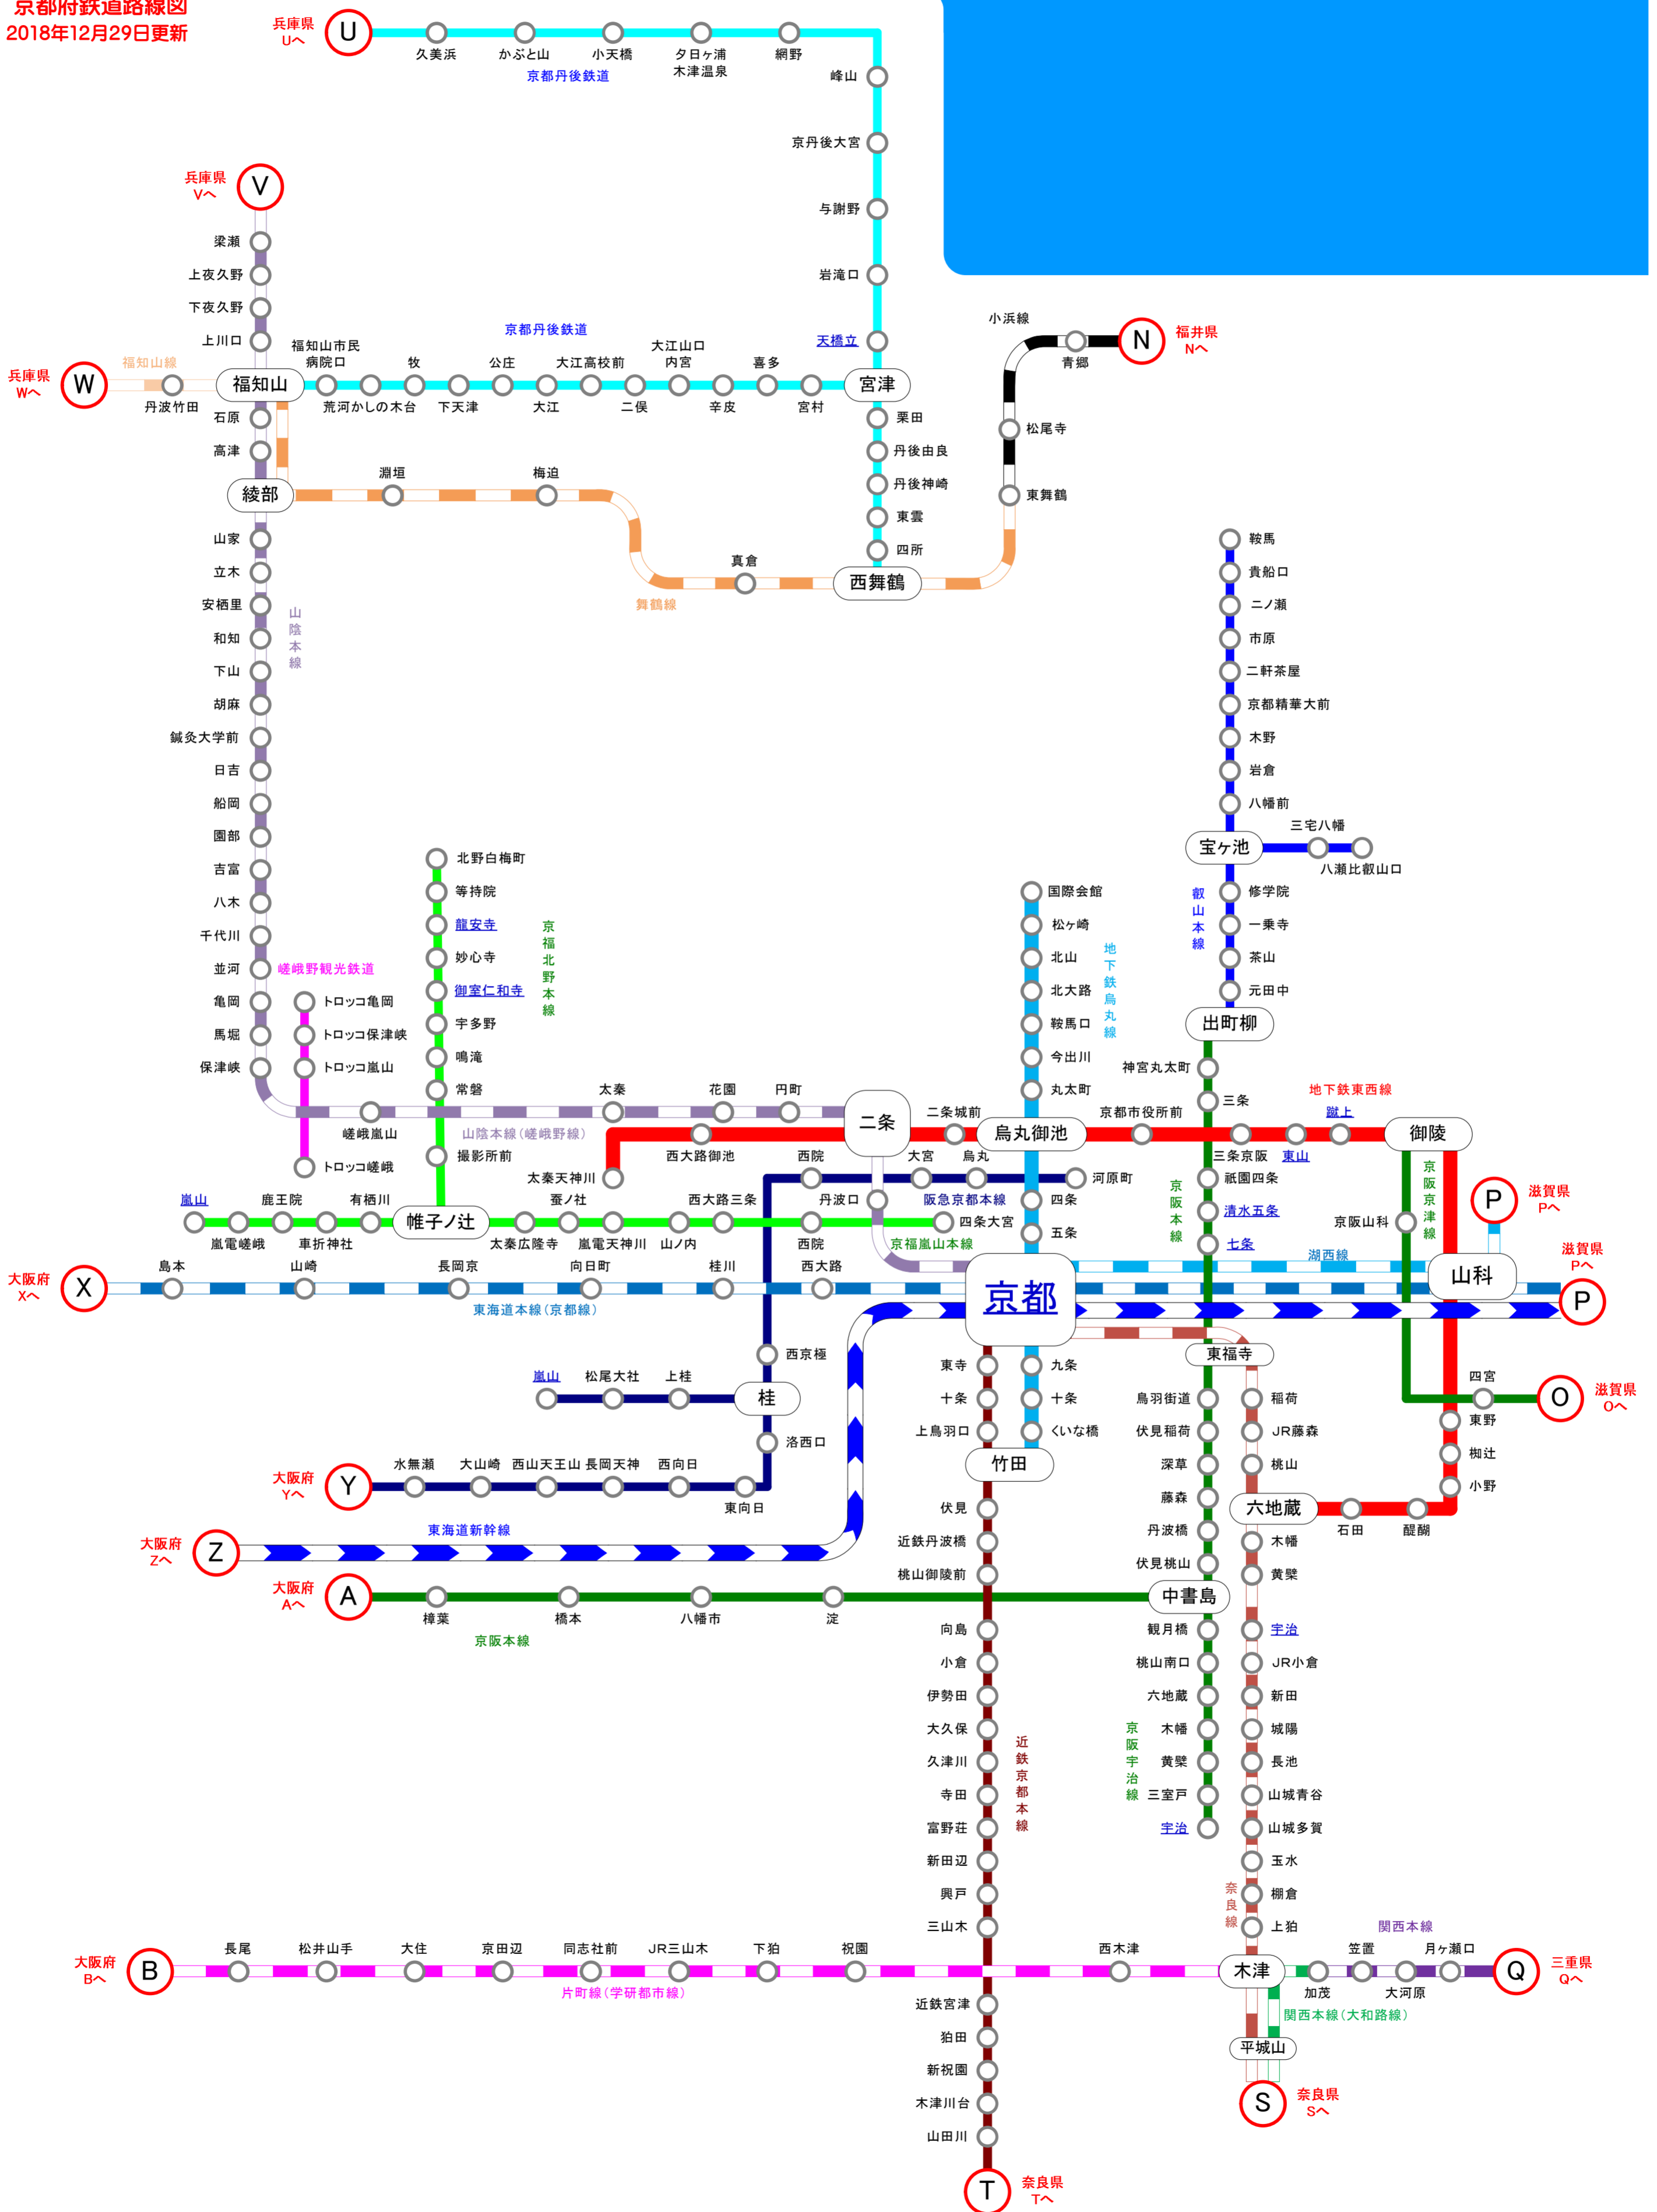 京都府鉄道路線図
2018年12月29日更新
兵庫県
Uへ
U
久美浜
かぶと山
小天橋
夕日ヶ浦
木津温泉
網野
京都丹後鉄道
峰山
京丹後大宮
与謝野
岩滝口
天橋立
兵庫県
Vへ
V
梁瀬
上夜久野
下夜久野
上川口
兵庫県
Wへ
W
福知山線
丹波竹田
福知山
京都丹後鉄道
福知山市民
病院口
荒河かしの木台
牧
下天津
公庄
大江
大江高校前
二俣
大江山口
内宮
辛皮
喜多
宮村
宮津
小浜線
青郷
N
福井県
Nへ
松尾寺
東舞鶴
石原
高津
綾部
淵垣
梅迫
真倉
舞鶴線
西舞鶴
栗田
丹後由良
丹後神崎
東雲
四所
山家
立木
安栖里
和知
下山
胡麻
鍼灸大学前
日吉
船岡
園部
吉富
八木
千代川
並河
亀岡
馬堀
保津峡
山陰本線
嵯峨野観光鉄道
トロッコ亀岡
トロッコ保津峡
トロッコ嵐山
トロッコ嵯峨
北野白梅町
等持院
龍安寺
妙心寺
御室仁和寺
宇多野
鳴滝
常盤
撮影所前
京福北野本線
鞍馬
貴船口
二ノ瀬
市原
二軒茶屋
京都精華大前
木野
岩倉
八幡前
宝ヶ池
三宅八幡
八瀬比叡山口
叡山本線
修学院
一乗寺
茶山
元田中
出町柳
国際会館
松ヶ崎
北山
北大路
鞍馬口
今出川
丸太町
地下鉄烏丸線
神宮丸太町
三条
嵯峨嵐山
山陰本線(嵯峨野線)
太秦
花園
円町
二条
二条城前
烏丸御池
京都市役所前
地下鉄東西線
三条京阪
東山
蹴上
御陵
西大路御池
太秦天神川
西院
大宮
烏丸
河原町
丹波口
阪急京都本線
四条
五条
京阪本線
祇園四条
清水五条
七条
京阪山科
京阪京津線
P
滋賀県
Pへ
嵐山
嵐電嵯峨
鹿王院
車折神社
有栖川
帷子ノ辻
太秦広隆寺
蚕ノ社
嵐電天神川
山ノ内
西大路三条
西院
四条大宮
京福嵐山本線
大阪府
Xへ
X
島本
山崎
長岡京
向日町
桂川
西大路
東海道本線(京都線)
京都
湖西線
山科
滋賀県
Pへ
P
西京極
嵐山
松尾大社
上桂
桂
洛西口
東寺
十条
上鳥羽口
九条
十条
くいな橋
竹田
東福寺
鳥羽街道
伏見稲荷
深草
藤森
丹波橋
伏見桃山
稲荷
JR藤森
桃山
六地蔵
四宮
O
滋賀県
Oへ
東野
椥辻
小野
石田
醍醐
大阪府
Yへ
Y
水無瀬
大山崎
西山天王山
長岡天神
西向日
東向日
大阪府
Zへ
Z
東海道新幹線
伏見
近鉄丹波橋
桃山御陵前
木幡
黄檗
大阪府
Aへ
A
樟葉
橋本
八幡市
淀
京阪本線
中書島
向島
小倉
伊勢田
大久保
久津川
寺田
富野荘
新田辺
興戸
三山木
近鉄京都本線
観月橋
桃山南口
六地蔵
木幡
黄檗
三室戸
宇治
京阪宇治線
宇治
JR小倉
新田
城陽
長池
山城青谷
山城多賀
玉水
棚倉
上狛
奈良線
大阪府
Bへ
B
長尾
松井山手
大住
京田辺
同志社前
JR三山木
下狛
祝園
西木津
片町線(学研都市線)
木津
加茂
笠置
大河原
月ヶ瀬口
関西本線
Q
三重県
Qへ
関西本線(大和路線)
平城山
S
奈良県
Sへ
近鉄宮津
狛田
新祝園
木津川台
山田川
T
奈良県
Tへ